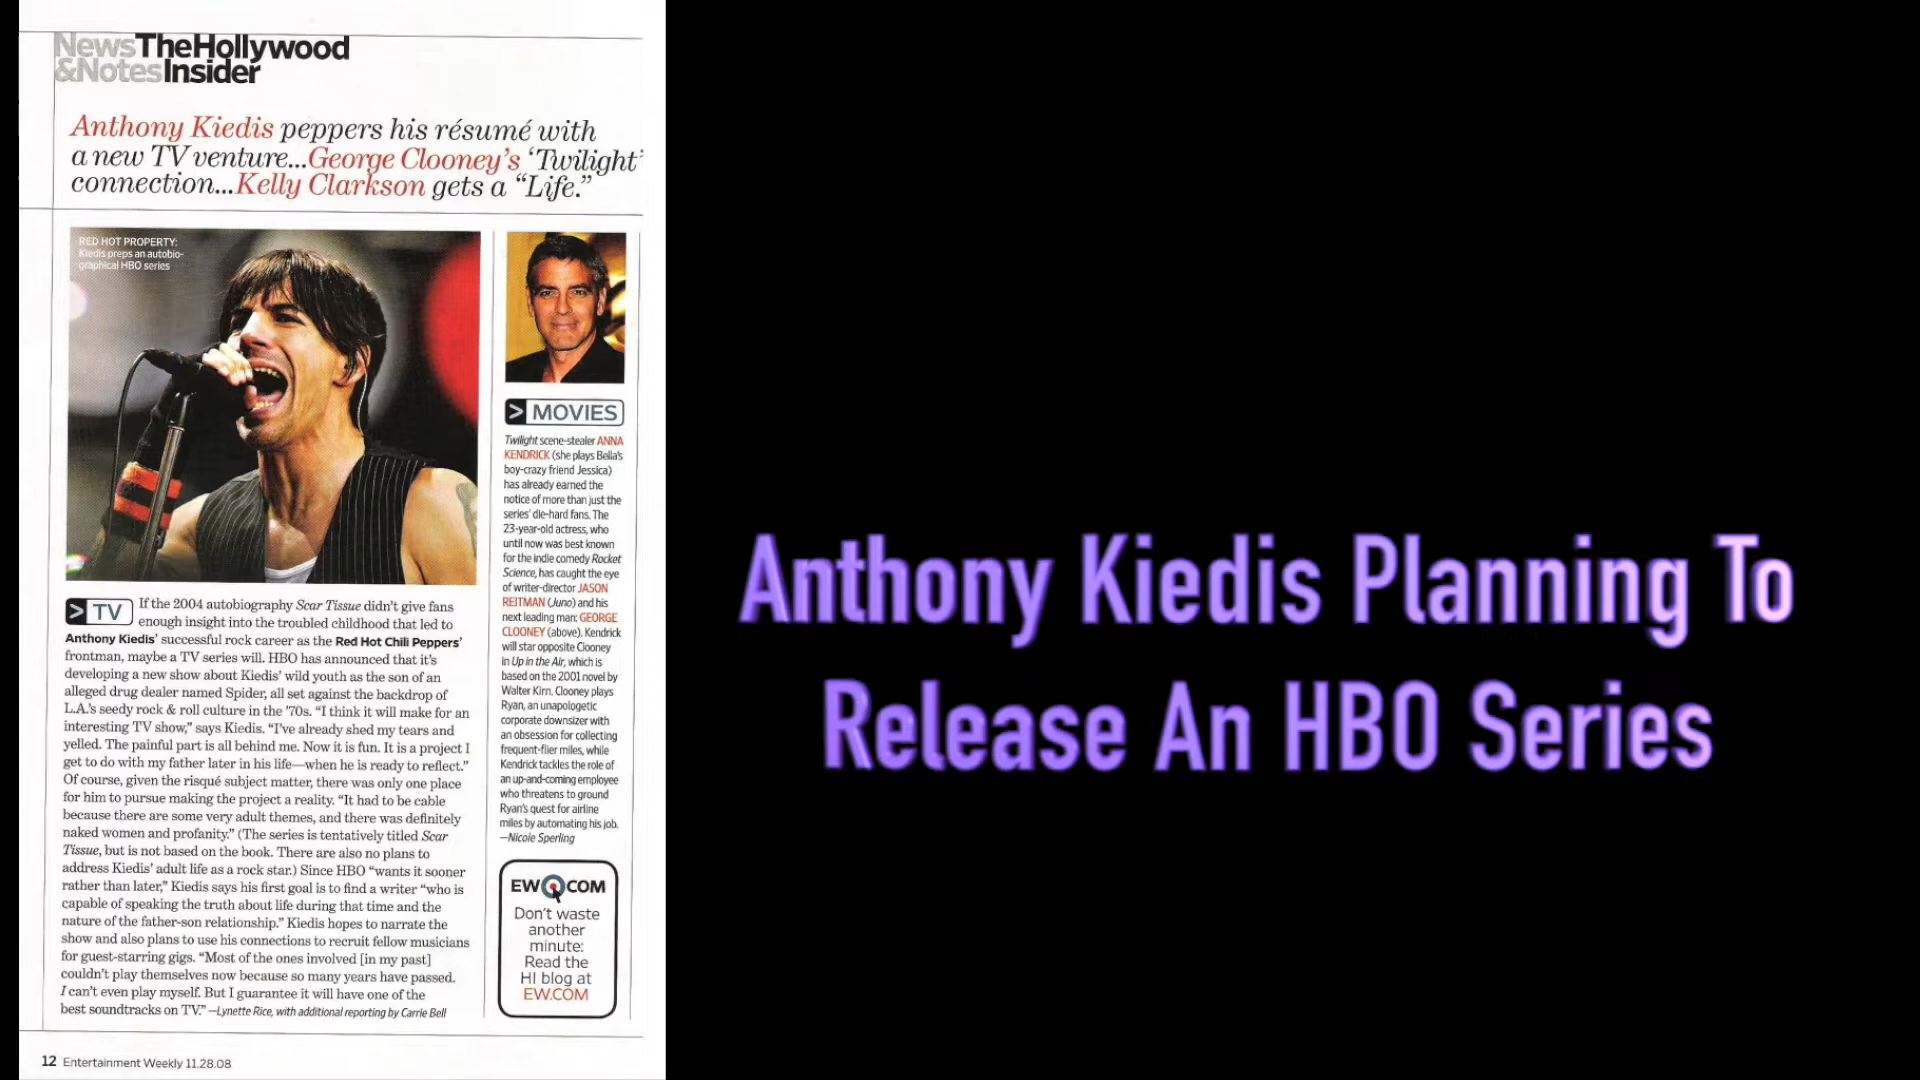 NewsTheHollywood
&NotesInsider
Anthony Kiedis peppers his résumé with
a new TV venture...George Clooney's 'Twilight'
connection...Kelly Clarkson gets a "Life."
RED HOT PROPERTY:
Kiedis preps an autobio-
graphical HBO series
> TV If the 2004 autobiography Scar Tissue didn't give fans
enough insight into the troubled childhood that led to
Anthony Kiedis' successful rock career as the Red Hot Chili Peppers'
frontman, maybe a TV series will. HBO has announced that it's
developing a new show about Kiedis' wild youth as the son of an
alleged drug dealer named Spider, all set against the backdrop of
L.A.'s seedy rock & roll culture in the '70s. "I think it will make for an
interesting TV show," says Kiedis. "I've already shed my tears and
yelled. The painful part is all behind me. Now it is fun. It is a project I
get to do with my father later in his life—when he is ready to reflect."
Of course, given the risqué subject matter, there was only one place
for him to pursue making the project a reality. "It had to be cable
because there are some very adult themes, and there was definitely
naked women and profanity." (The series is tentatively titled Scar
Tissue, but is not based on the book. There are also no plans to
address Kiedis' adult life as a rock star.) Since HBO "wants it sooner
rather than later," Kiedis says his first goal is to find a writer "who is
capable of speaking the truth about life during that time and the
nature of the father-son relationship." Kiedis hopes to narrate the
show and also plans to use his connections to recruit fellow musicians
for guest-starring gigs. "Most of the ones involved [in my past]
couldn't play themselves now because so many years have passed.
I can't even play myself. But I guarantee it will have one of the
best soundtracks on TV." —Lynette Rice, with additional reporting by Carrie Bell
> MOVIES
Twilight scene-stealer ANNA
KENDRICK (she plays Bella's
boy-crazy friend Jessica)
has already earned the
notice of more than just the
series' die-hard fans. The
23-year-old actress, who
until now was best known
for the indie comedy Rocket
Science, has caught the eye
of writer-director JASON
REITMAN (Juno) and his
next leading man: GEORGE
CLOONEY (above). Kendrick
will star opposite Clooney
in Up in the Air, which is
based on the 2001 novel by
Walter Kirn. Clooney plays
Ryan, an unapologetic
corporate downsizer with
an obsession for collecting
frequent-flier miles, while
Kendrick tackles the role of
an up-and-coming employee
who threatens to ground
Ryan's quest for airline
miles by automating his job.
—Nicole Sperling
EW.COM
Don't waste
another
minute:
Read the
HI blog at
EW.COM
12 Entertainment Weekly 11.28.08
Anthony Kiedis Planning To
Release An HBO Series